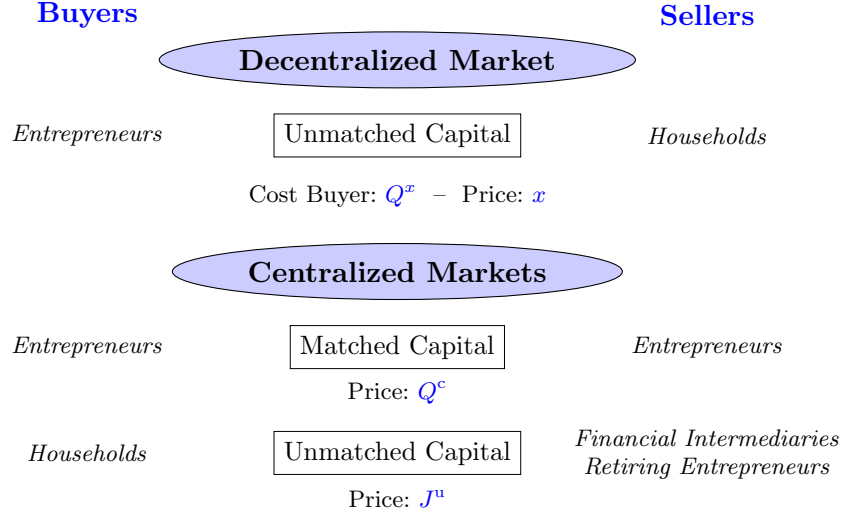 Buyers Sellers
Decentralized Market
Entrepreneurs Unmatched Capital Households
Cost Buyer: Q^x – Price: x
Centralized Markets
Entrepreneurs Matched Capital Entrepreneurs
Price: Q^c
Households Unmatched Capital Financial Intermediaries
Retiring Entrepreneurs
Price: J^u